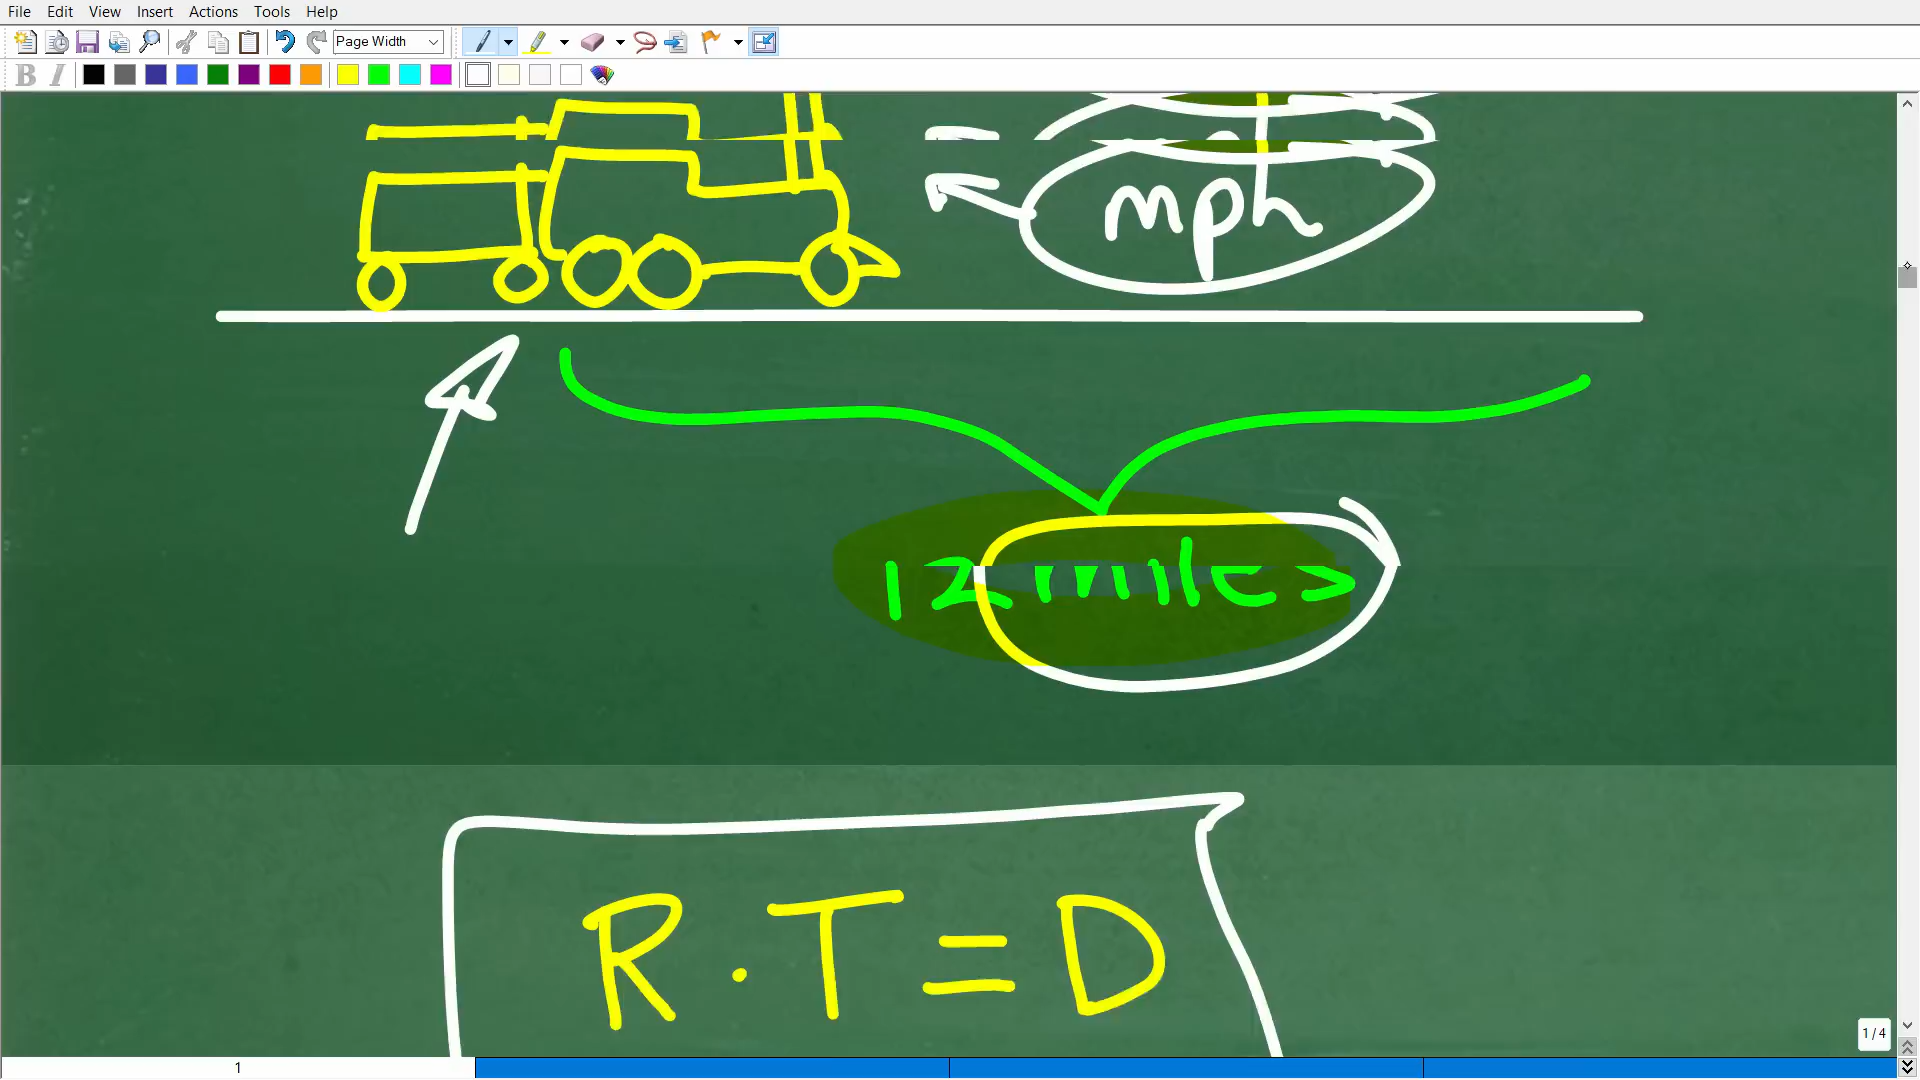 File Edit View Insert Actions Tools Help
Page Width
B I
mph
12 miles
R · T = D
1 / 4
1